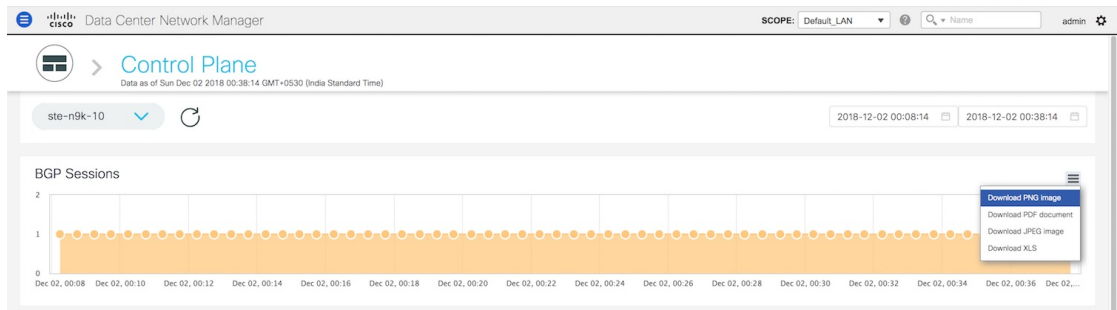 cisco Data Center Network Manager SCOPE: Default_LAN Name admin
Control Plane
Data as of Sun Dec 02 2018 00:38:14 GMT+0530 (India Standard Time)
ste-n9k-10 2018-12-02 00:08:14 2018-12-02 00:38:14
BGP Sessions
Download PNG image
Download PDF document
Download JPEG image
Download XLS
2
1
0
Dec 02, 00:08 Dec 02, 00:10 Dec 02, 00:12 Dec 02, 00:14 Dec 02, 00:16 Dec 02, 00:18 Dec 02, 00:20 Dec 02, 00:22 Dec 02, 00:24 Dec 02, 00:26 Dec 02, 00:28 Dec 02, 00:30 Dec 02, 00:32 Dec 02, 00:34 Dec 02, 00:36 Dec 02,...